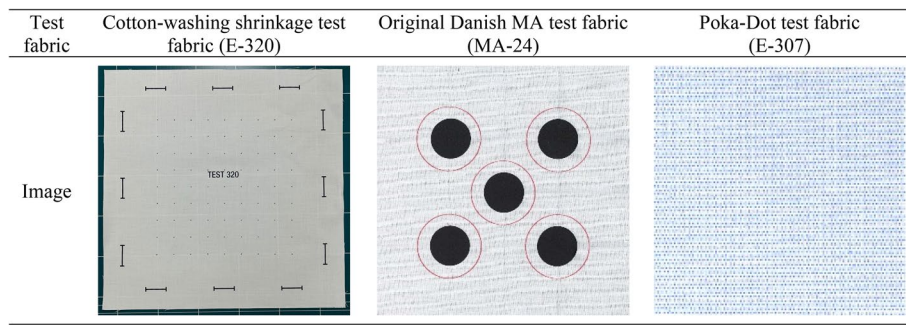 Test fabric
Cotton-washing shrinkage test fabric (E-320)
Original Danish MA test fabric (MA-24)
Poka-Dot test fabric (E-307)
Image
TEST 320